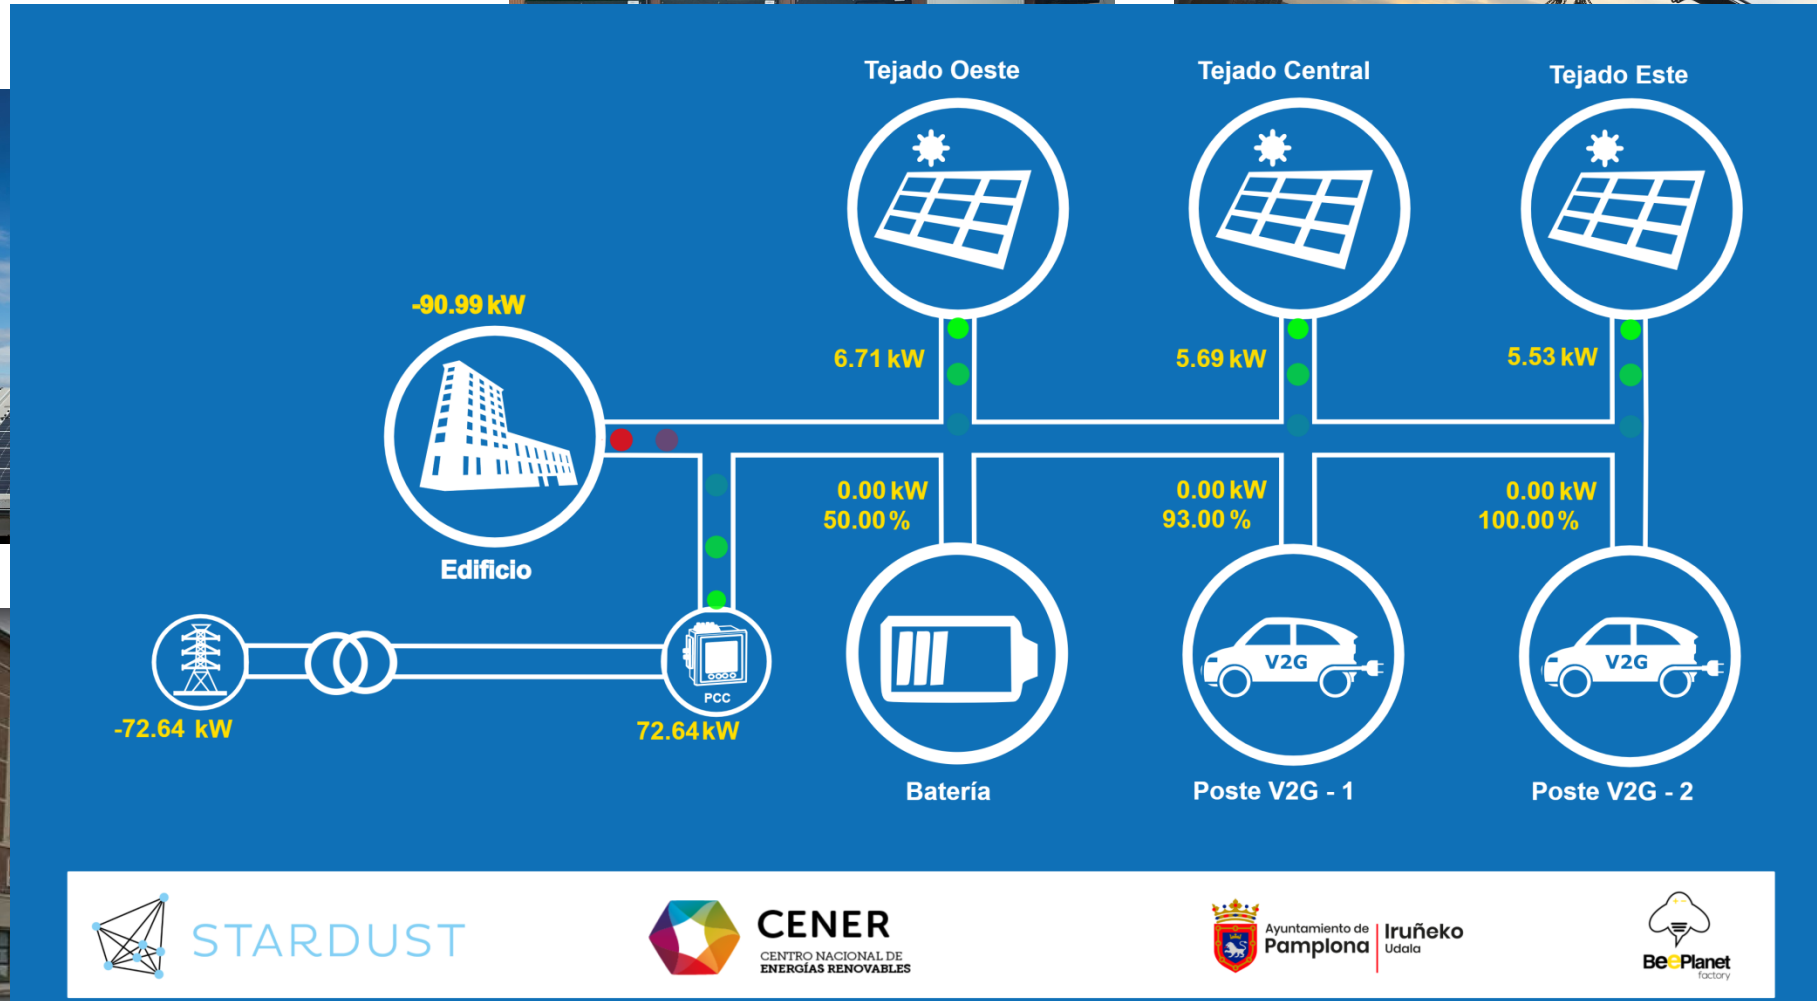 Tejado Oeste
Tejado Central
Tejado Este
-90.99 kW
6.71 kW
5.69 kW
5.53 kW
0.00 kW
50.00 %
0.00 kW
93.00 %
0.00 kW
100.00 %
Edificio
V2G
V2G
PCC
-72.64 kW
72.64 kW
Batería
Poste V2G - 1
Poste V2G - 2
STARDUST
CENER
CENTRO NACIONAL DE
ENERGÍAS RENOVABLES
Ayuntamiento de
Pamplona
Iruñeko
Udala
BeePlanet
factory